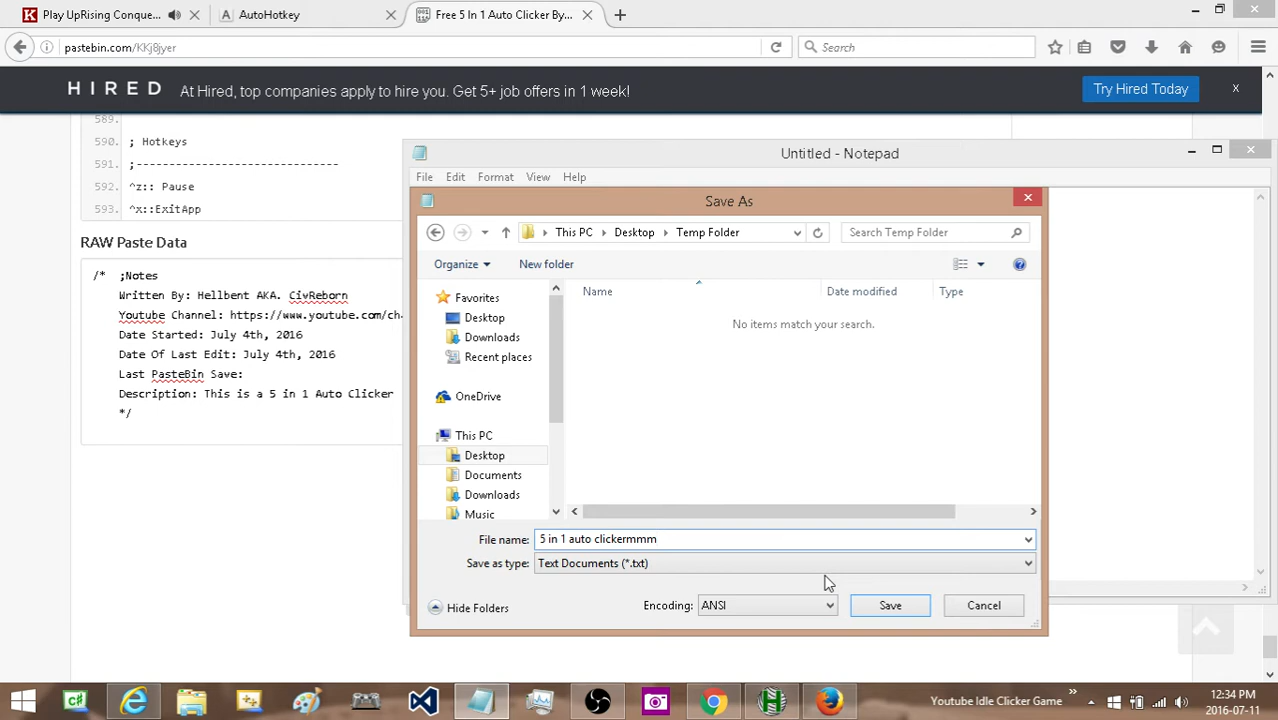 Play UpRising Conque...
AutoHotkey
Free 5 In 1 Auto Clicker By...
pastebin.com/KKj8jyer
Search
HIRED
At Hired, top companies apply to hire you. Get 5+ job offers in 1 week!
Try Hired Today
x
589.
590. ; Hotkeys
591. ;------------------------------
592. ^z:: Pause
593. ^x::ExitApp
RAW Paste Data
/* ;Notes
Written By: Hellbent AKA. CivReborn
Youtube Channel: https://www.youtube.com/ch
Date Started: July 4th, 2016
Date Of Last Edit: July 4th, 2016
Last PasteBin Save:
Description: This is a 5 in 1 Auto Clicker
*/
Untitled - Notepad
File Edit Format View Help
Save As
This PC Desktop Temp Folder
Search Temp Folder
Organize New folder
Name Date modified Type
No items match your search.
Favorites
Desktop
Downloads
Recent places
OneDrive
This PC
Desktop
Documents
Downloads
Music
File name: 5 in 1 auto clickermmm
Save as type: Text Documents (*.txt)
Hide Folders
Encoding: ANSI
Save
Cancel
Youtube Idle Clicker Game
12:34 PM
2016-07-11